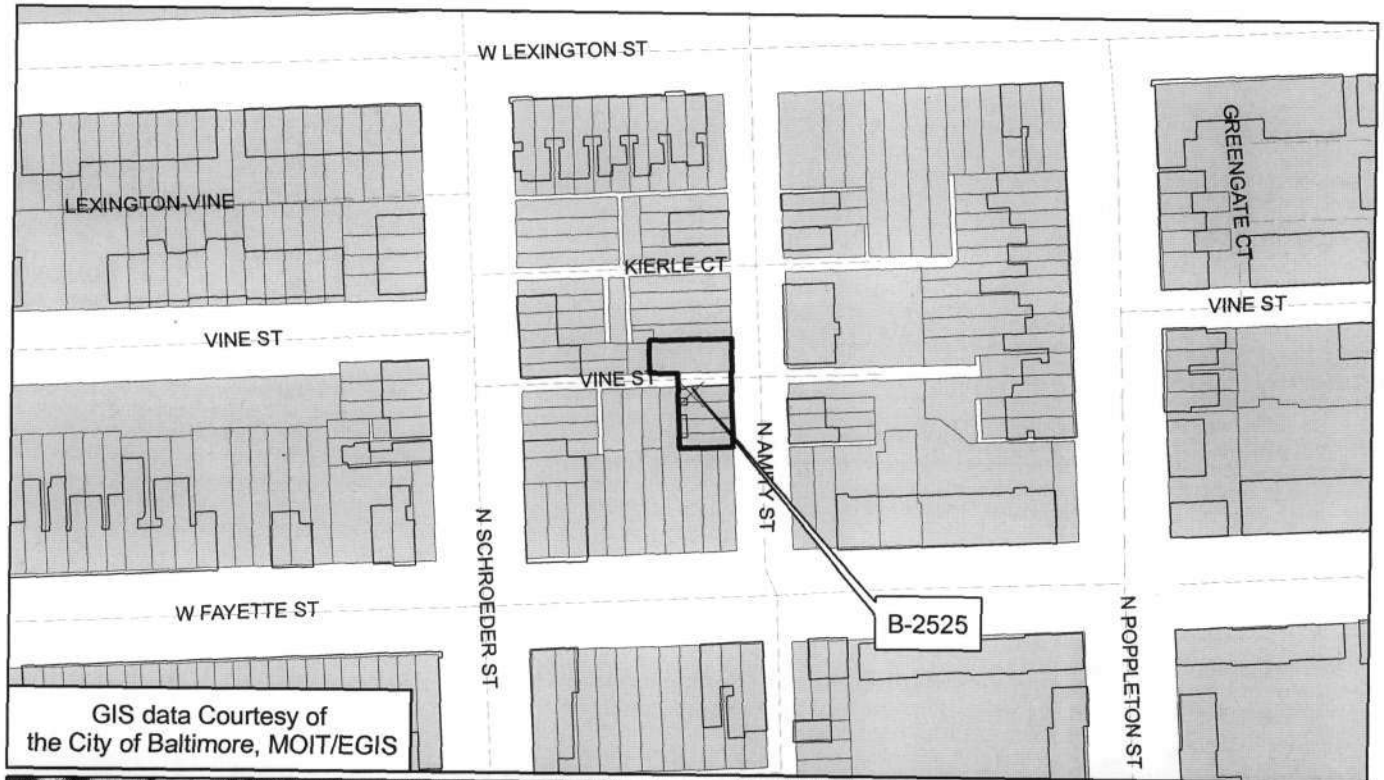 W LEXINGTON ST
GREENGATE CT
LEXINGTON-VINE
KIERLE CT
VINE ST
VINE ST
VINE ST
N AMITY ST
N SCHROEDER ST
W FAYETTE ST
B-2525
N POPPLETON ST
GIS data Courtesy of
the City of Baltimore, MOIT/EGIS